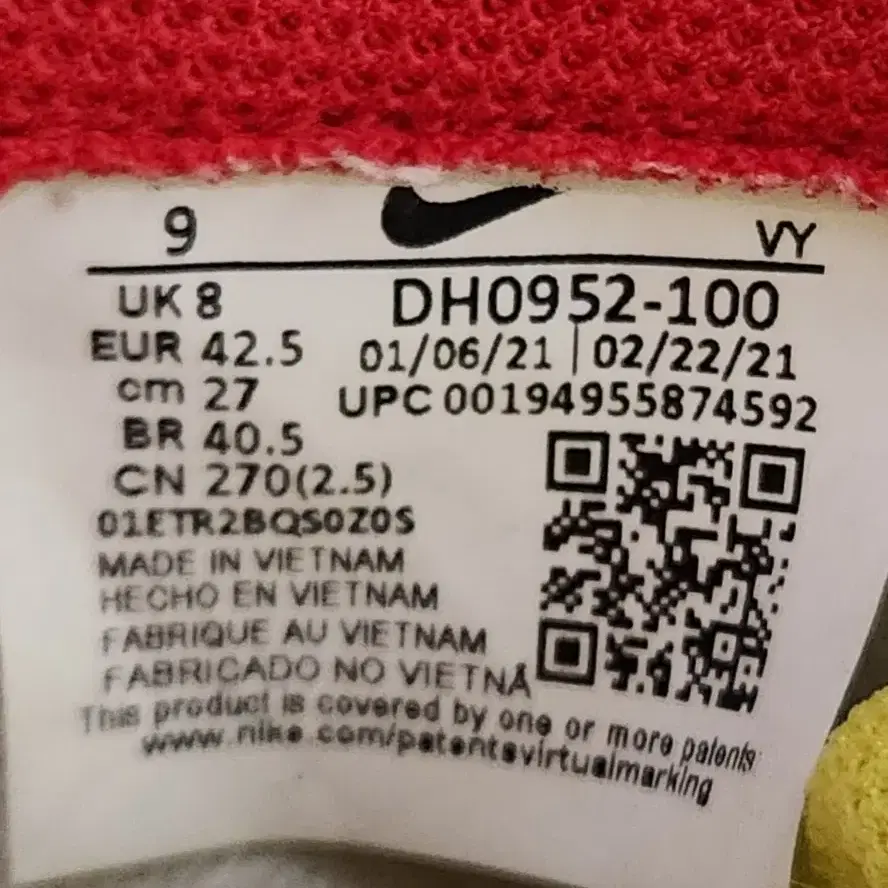 9 VY
UK 8 DH0952-100
EUR 42.5 01/06/21 | 02/22/21
cm 27 UPC 00194955874592
BR 40.5
CN 270(2.5)
01ETR2BQS0Z0S
MADE IN VIETNAM
HECHO EN VIETNAM
FABRIQUE AU VIETNAM
FABRICADO NO VIETNÃ
This product is covered by one or more patents
www.nike.com/patentsvirtualmarking